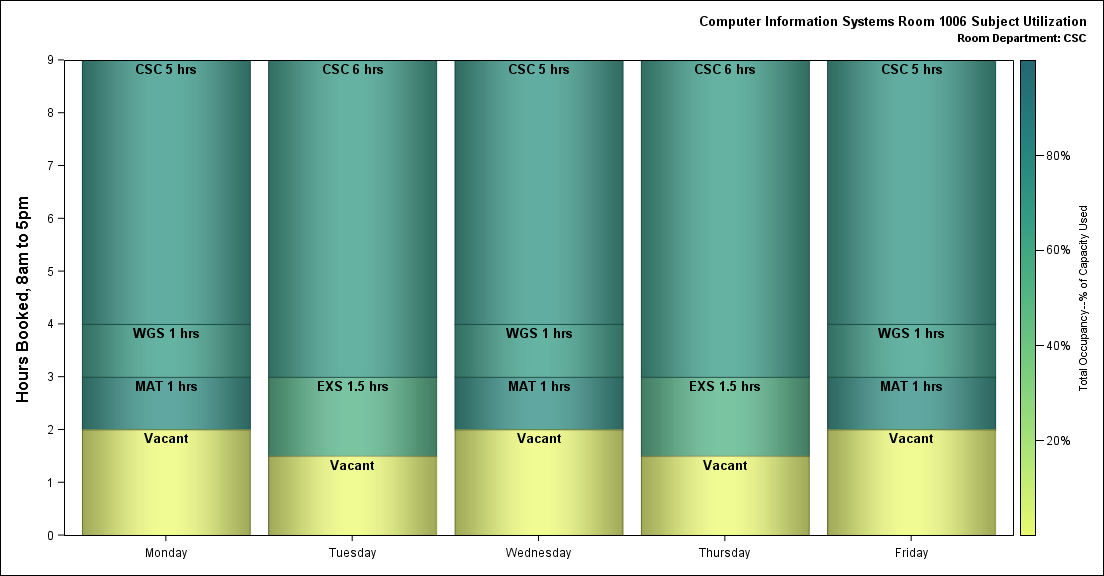 Computer Information Systems Room 1006 Subject Utilization
Room Department: CSC
Hours Booked, 8am to 5pm
9
8
7
6
5
4
3
2
1
0
CSC 5 hrs
WGS 1 hrs
MAT 1 hrs
Vacant
CSC 6 hrs
EXS 1.5 hrs
Vacant
CSC 5 hrs
WGS 1 hrs
MAT 1 hrs
Vacant
CSC 6 hrs
EXS 1.5 hrs
Vacant
CSC 5 hrs
WGS 1 hrs
MAT 1 hrs
Vacant
Monday
Tuesday
Wednesday
Thursday
Friday
80%
60%
40%
20%
Total Occupancy--% of Capacity Used